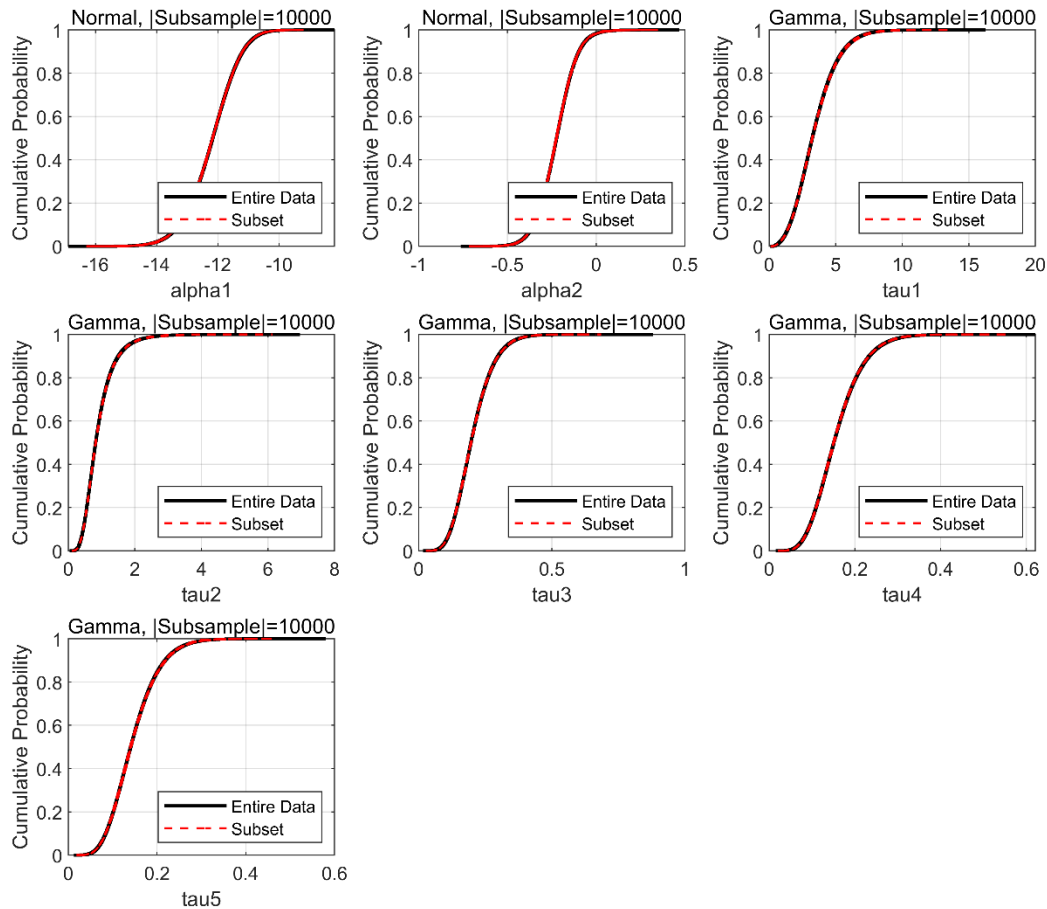 Normal, |Subsample|=10000
Cumulative Probability
1
0.8
0.6
0.4
0.2
0
-16
-14
-12
-10
alpha1
Entire Data
Subset
Normal, |Subsample|=10000
Cumulative Probability
1
0.8
0.6
0.4
0.2
0
-1
-0.5
0
0.5
alpha2
Entire Data
Subset
Gamma, |Subsample|=10000
Cumulative Probability
1
0.8
0.6
0.4
0.2
0
0
5
10
15
20
tau1
Entire Data
Subset
Gamma, |Subsample|=10000
Cumulative Probability
1
0.8
0.6
0.4
0.2
0
0
2
4
6
8
tau2
Entire Data
Subset
Gamma, |Subsample|=10000
Cumulative Probability
1
0.8
0.6
0.4
0.2
0
0
0.5
1
tau3
Entire Data
Subset
Gamma, |Subsample|=10000
Cumulative Probability
1
0.8
0.6
0.4
0.2
0
0
0.2
0.4
0.6
tau4
Entire Data
Subset
Gamma, |Subsample|=10000
Cumulative Probability
1
0.8
0.6
0.4
0.2
0
0
0.2
0.4
0.6
tau5
Entire Data
Subset